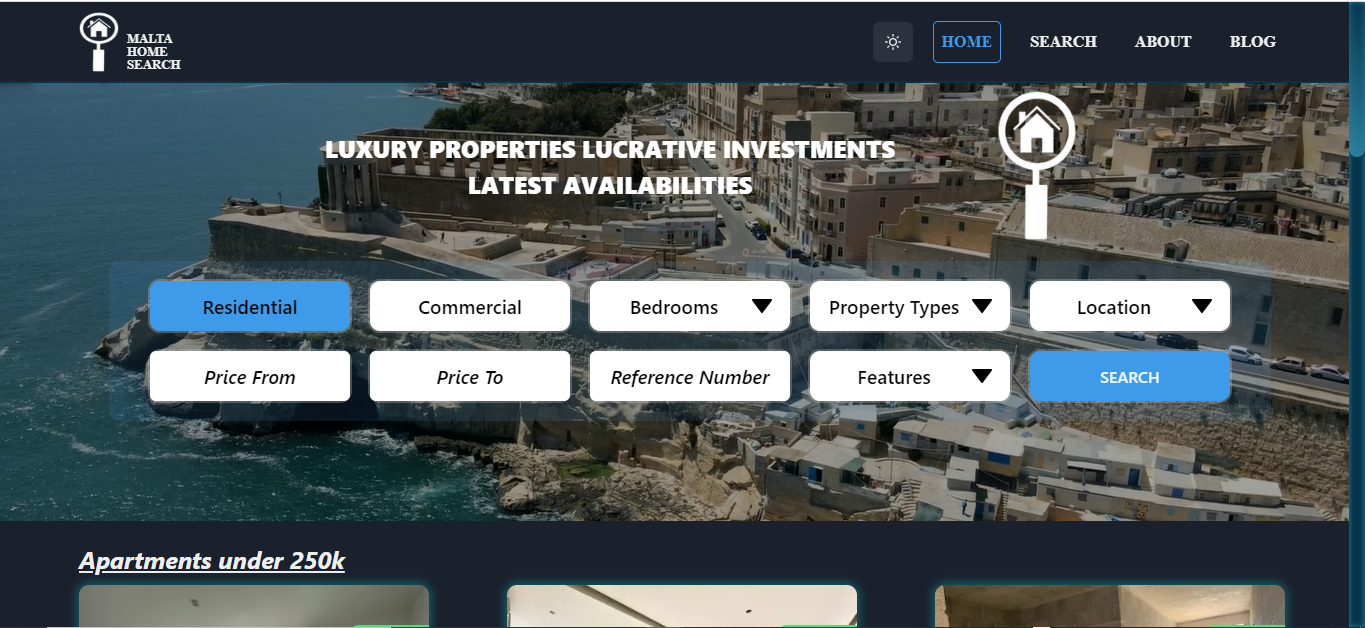 MALTA
HOME
SEARCH
HOME
SEARCH
ABOUT
BLOG
LUXURY PROPERTIES LUCRATIVE INVESTMENTS
LATEST AVAILABILITIES
Residential
Commercial
Bedrooms
Property Types
Location
Price From
Price To
Reference Number
Features
SEARCH
Apartments under 250k